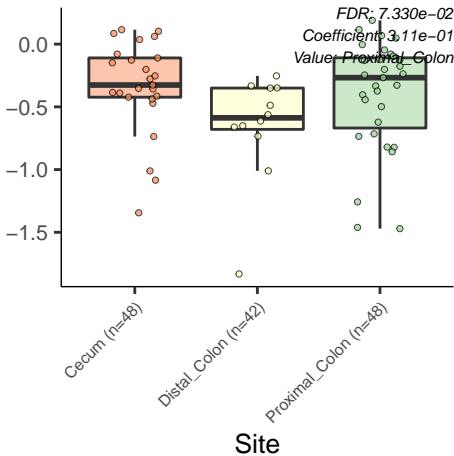 FDR: 7.330e−02
Coefficient: 3.11e−01
Value: Proximal_Colon
0.0
−0.5
−1.0
−1.5
Cecum (n=48)
Distal_Colon (n=42)
Proximal_Colon (n=48)
Site